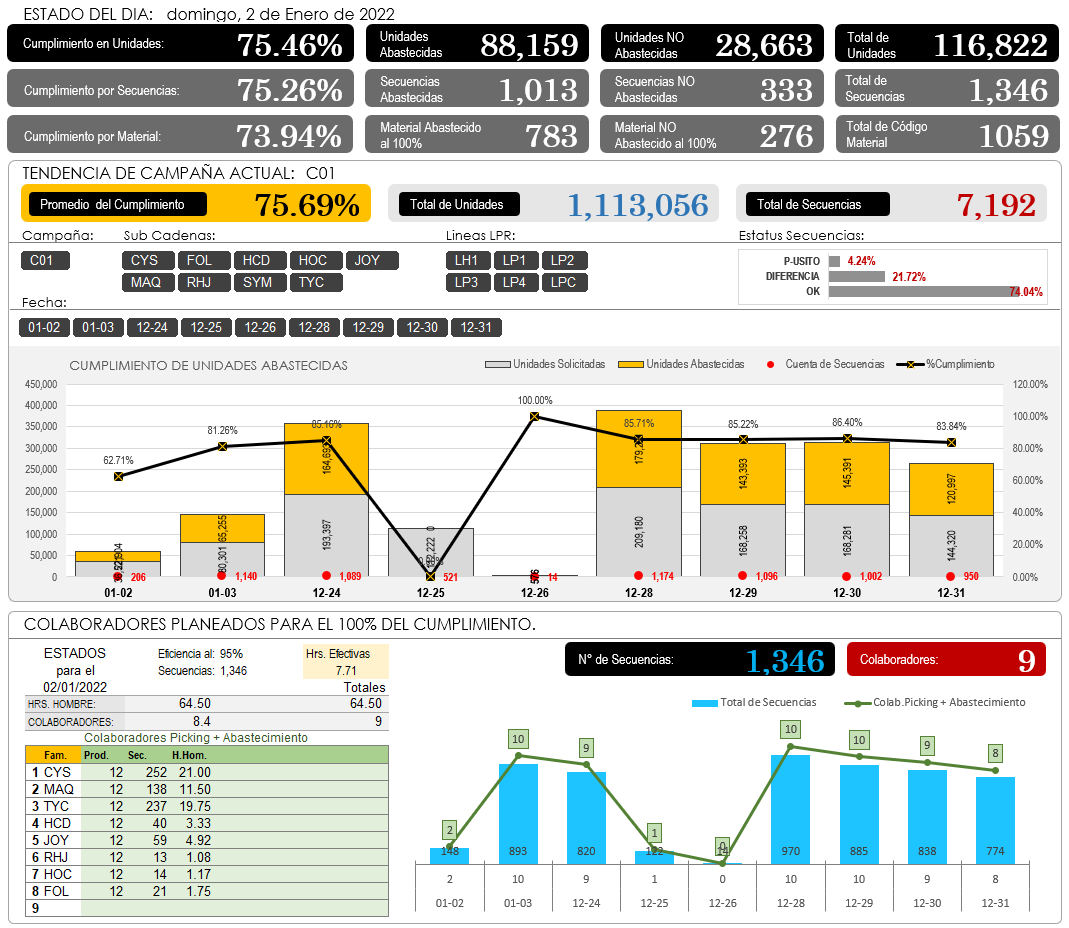 ESTADO DEL DIA: domingo, 2 de Enero de 2022
Cumplimiento en Unidades: 75.46%
Unidades Abastecidas 88,159
Unidades NO Abastecidas 28,663
Total de Unidades 116,822
Cumplimiento por Secuencias: 75.26%
Secuencias Abastecidas 1,013
Secuencias NO Abastecidas 333
Total de Secuencias 1,346
Cumplimiento por Material: 73.94%
Material Abastecido al 100% 783
Material NO Abastecido al 100% 276
Total de Código Material 1059
TENDENCIA DE CAMPAÑA ACTUAL: C01
Promedio del Cumplimiento 75.69%
Total de Unidades 1,113,056
Total de Secuencias 7,192
Campaña: Sub Cadenas: Lineas LPR: Estatus Secuencias:
C01 CYS FOL HCD HOC JOY LH1 LP1 LP2
MAQ RHJ SYM TYC LP3 LP4 LPC
P-USITO 4.24%
DIFERENCIA 21.72%
OK 74.04%
Fecha:
01-02 01-03 12-24 12-25 12-26 12-28 12-29 12-30 12-31
CUMPLIMIENTO DE UNIDADES ABASTECIDAS
Unidades Solicitadas Unidades Abastecidas Cuenta de Secuencias %Cumplimiento
450,000 120.00%
400,000 100.00%
350,000 80.00%
300,000 60.00%
250,000 40.00%
200,000 20.00%
150,000 0.00%
100,000
50,000
0
62.71% 81.26% 85.16% 100.00% 85.71% 85.22% 86.40% 83.84%
65,255 143,393 145,391 120,997
80,301 193,397 209,180 168,258 168,281 144,320
206 1,140 1,089 521 14 1,174 1,096 1,002 950
01-02 01-03 12-24 12-25 12-26 12-28 12-29 12-30 12-31
COLABORADORES PLANEADOS PARA EL 100% DEL CUMPLIMIENTO.
ESTADOS para el 02/01/2022
Eficiencia al: 95%
Secuencias: 1,346
Hrs. Efectivas
7.71
Totales
HRS. HOMBRE: 64.50 64.50
COLABORADORES: 8.4 9
Colaboradores Picking + Abastecimiento
Fam. Prod. Sec. H.Hom.
1 CYS 12 252 21.00
2 MAQ 12 138 11.50
3 TYC 12 237 19.75
4 HCD 12 40 3.33
5 JOY 12 59 4.92
6 RHJ 12 13 1.08
7 HOC 12 14 1.17
8 FOL 12 21 1.75
9
N° de Secuencias: 1,346
Colaboradores: 9
Total de Secuencias Colab.Picking + Abastecimiento
2 10 9 1 0 10 10 9 8
148 893 820 122 14 970 885 838 774
2 10 9 1 0 10 10 9 8
01-02 01-03 12-24 12-25 12-26 12-28 12-29 12-30 12-31